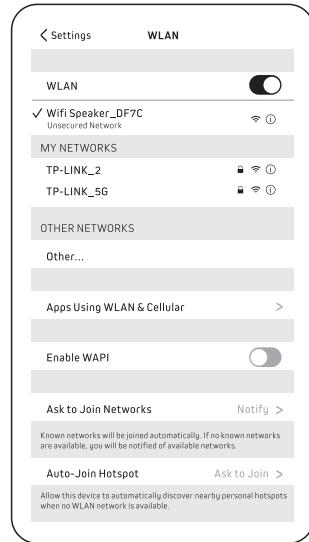 Settings WLAN
WLAN
Wifi Speaker_DF7C
Unsecured Network
MY NETWORKS
TP-LINK_2
TP-LINK_5G
OTHER NETWORKS
Other...
Apps Using WLAN & Cellular
Enable WAPI
Ask to Join Networks Notify
Known networks will be joined automatically. If no known networks
are available, you will be notified of available networks.
Auto-Join Hotspot Ask to Join
Allow this device to automatically discover nearby personal hotspots
when no WLAN network is available.